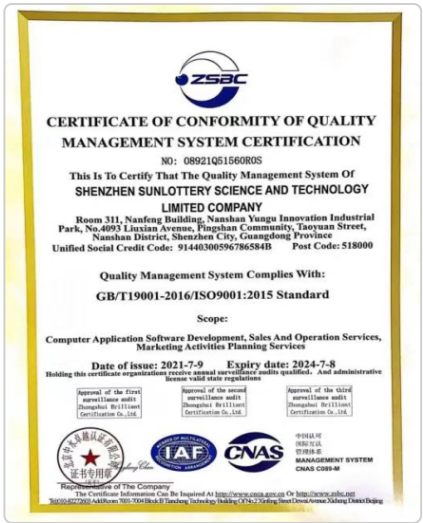 ZSBC
CERTIFICATE OF CONFORMITY OF QUALITY
MANAGEMENT SYSTEM CERTIFICATION
NO: 08921Q51560R0S
This Is To Certify That The Quality Management System Of
SHENZHEN SUNLOTTERY SCIENCE AND TECHNOLOGY
LIMITED COMPANY
Room 311, Nanfeng Building, Nanshan Yungu Innovation Industrial
Park, No.4093 Liuxian Avenue, Pingshan Community, Taoyuan Street,
Nanshan District, Shenzhen City, Guangdong Province
Unified Social Credit Code: 91440300596786584B Post Code: 518000
Quality Management System Complies With:
GB/T19001-2016/ISO9001:2015 Standard
Scope:
Computer Application Software Development, Sales And Operation Services,
Marketing Activities Planning Services
Date of issue: 2021-7-9 Expiry date: 2024-7-8
Holding this certificate organizations receive annual surveillance audits qualified. And administrative
license valid state regulations
Approval of the first
surveillance audit
Zhongshui Brilliant
Certification Co.,Ltd.
Approval of the second
surveillance audit
Zhongshui Brilliant
Certification Co.,Ltd.
Approval of the third
surveillance audit
Zhongshui Brilliant
Certification Co.,Ltd.
证书专用章
IAF
CNAS
中国认可
国际互认
管理体系
MANAGEMENT SYSTEM
CNAS C089-M
Representative Of The Company
The Certificate Information Can Be Inquired At http://www.cnca.gov.cn Or http://www.zsbc.net